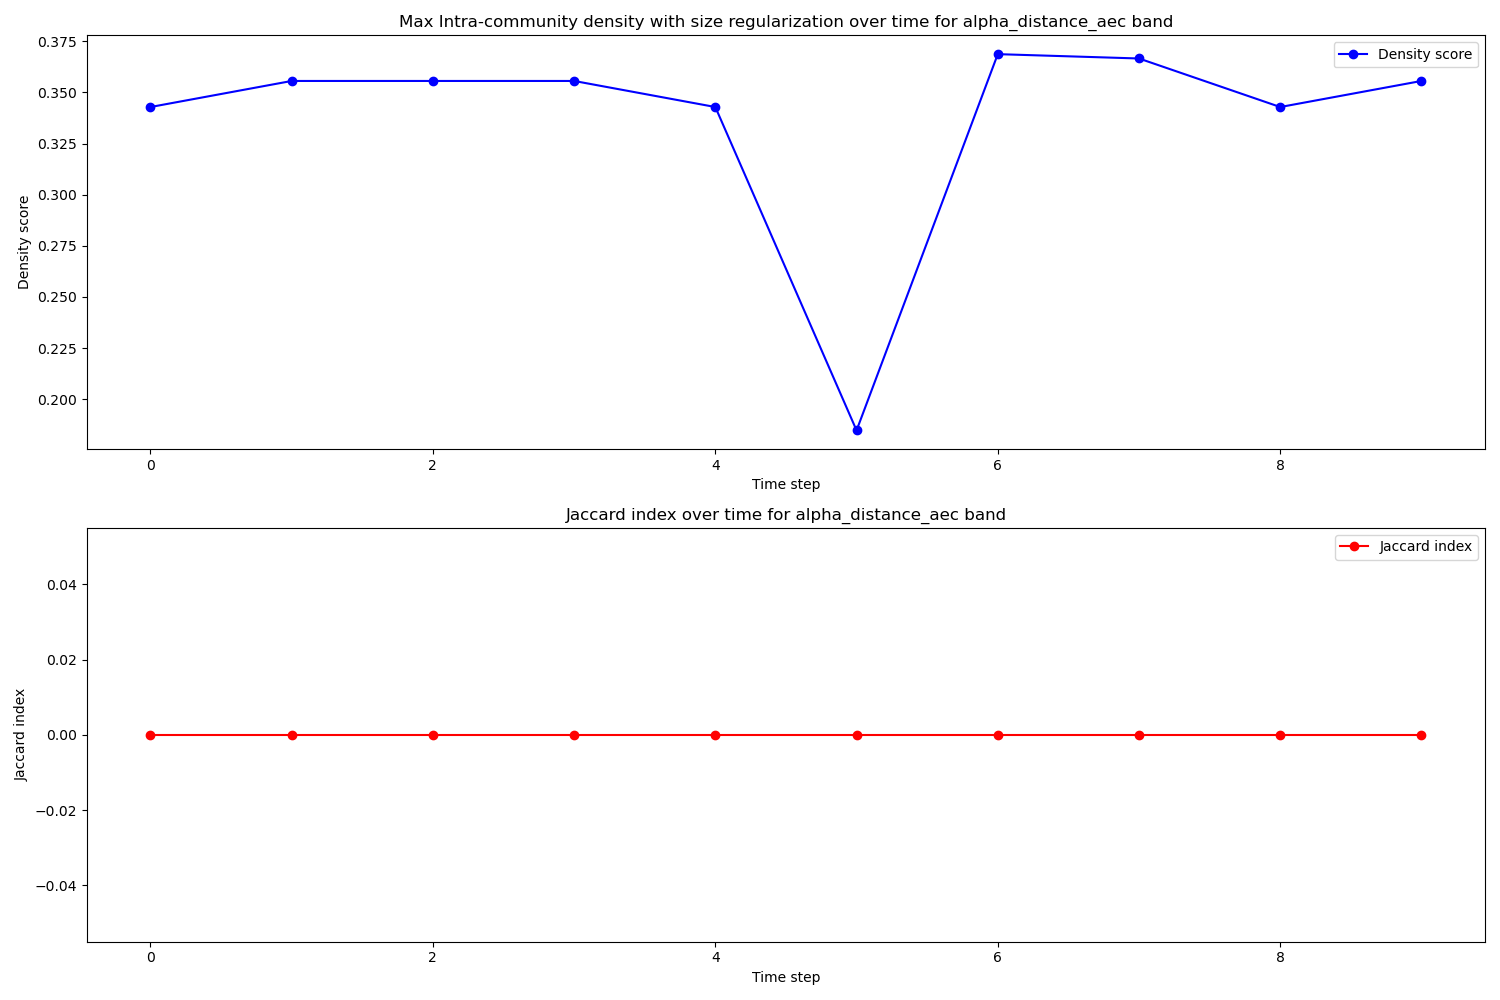 Max Intra-community density with size regularization over time for alpha_distance_aec band
0.375
0.350
0.325
0.300
0.275
0.250
0.225
0.200
Density score
Density score
0 2 4 6 8
Time step
Jaccard index over time for alpha_distance_aec band
0.04
0.02
0.00
−0.02
−0.04
Jaccard index
Jaccard index
0 2 4 6 8
Time step